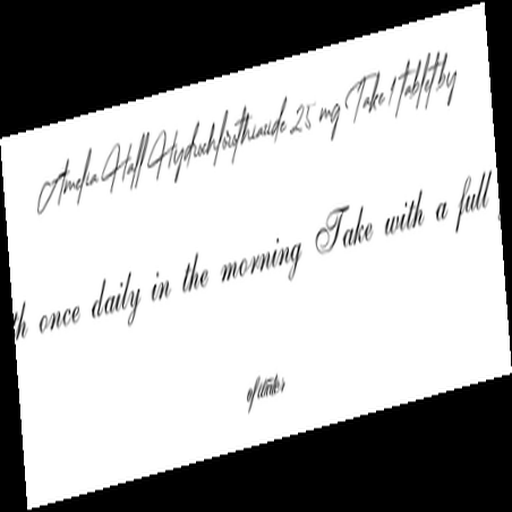 Amelia Hall Hydrochlorothiazide 25 mg Take 1 tablet by
once daily in the morning Take with a full
of water